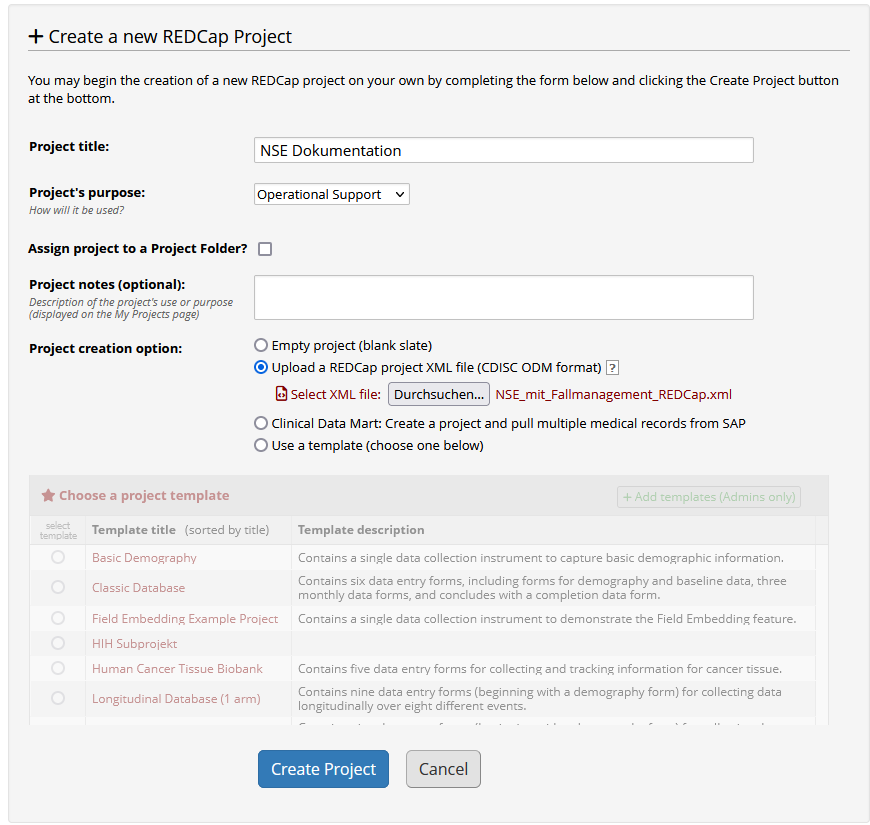 Create a new REDCap Project
You may begin the creation of a new REDCap project on your own by completing the form below and clicking the Create Project button
at the bottom.
Project title:
NSE Dokumentation
Project's purpose:
How will it be used?
Operational Support
Assign project to a Project Folder?
Project notes (optional):
Description of the project's use or purpose
(displayed on the My Projects page)
Project creation option:
Empty project (blank slate)
Upload a REDCap project XML file (CDISC ODM format) ?
Select XML file: Durchsuchen... NSE_mit_Fallmanagement_REDCap.xml
Clinical Data Mart: Create a project and pull multiple medical records from SAP
Use a template (choose one below)
Choose a project template
+ Add templates (Admins only)
select
template
Template title (sorted by title)
Template description
Basic Demography
Contains a single data collection instrument to capture basic demographic information.
Classic Database
Contains six data entry forms, including forms for demography and baseline data, three
monthly data forms, and concludes with a completion data form.
Field Embedding Example Project
Contains a single data collection instrument to demonstrate the Field Embedding feature.
HIH Subprojekt
Human Cancer Tissue Biobank
Contains five data entry forms for collecting and tracking information for cancer tissue.
Longitudinal Database (1 arm)
Contains nine data entry forms (beginning with a demography form) for collecting data
longitudinally over eight different events.
Create Project
Cancel